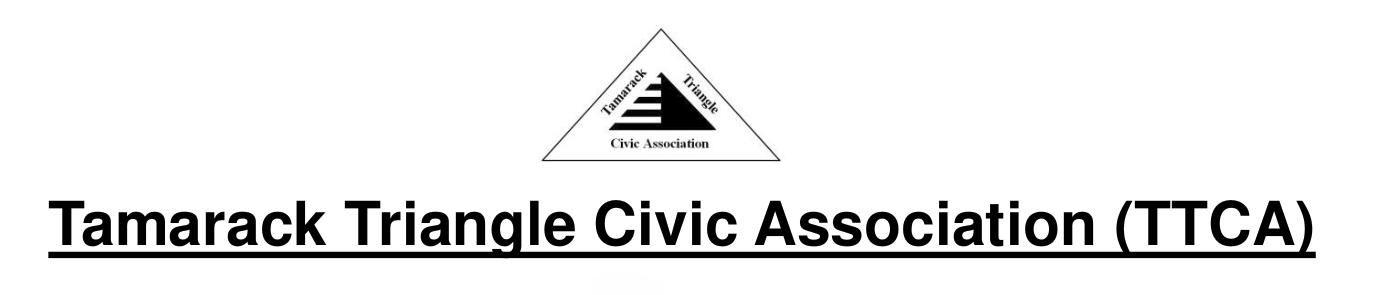 Tamarack Triangle
Civic Association
Tamarack Triangle Civic Association (TTCA)